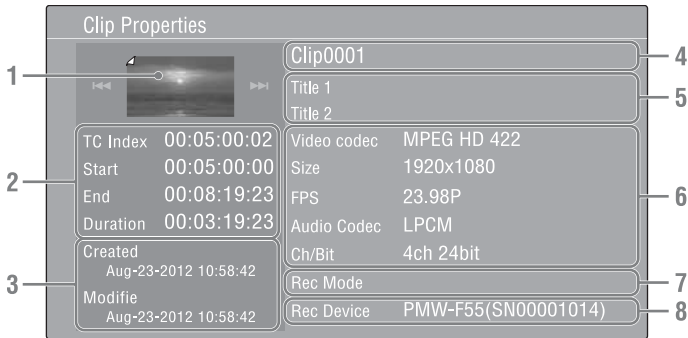 Clip Properties
1
Clip0001
4
Title 1
Title 2
5
TC Index 00:05:00:02
Start 00:05:00:00
End 00:08:19:23
Duration 00:03:19:23
2
Video codec MPEG HD 422
Size 1920x1080
FPS 23.98P
Audio Codec LPCM
Ch/Bit 4ch 24bit
6
Created
Aug-23-2012 10:58:42
Modifie
Aug-23-2012 10:58:42
3
Rec Mode
7
Rec Device PMW-F55(SN00001014)
8